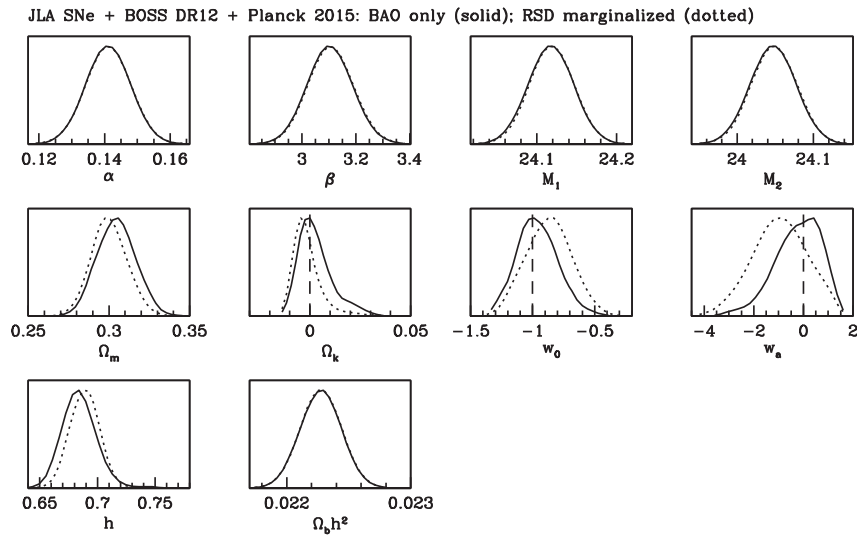 JLA SNe + BOSS DR12 + Planck 2015: BAO only (solid); RSD marginalized (dotted)
0.12 0.14 0.16 3 3.2 3.4 24.1 24.2 24 24.1
α β M₁ M₂
0.25 0.3 0.35 0 0.05 −1.5 −1 −0.5 −4 −2 0 2
Ωₘ Ωₖ w₀ wₐ
0.65 0.7 0.75 0.022 0.023
h Ω_bh²